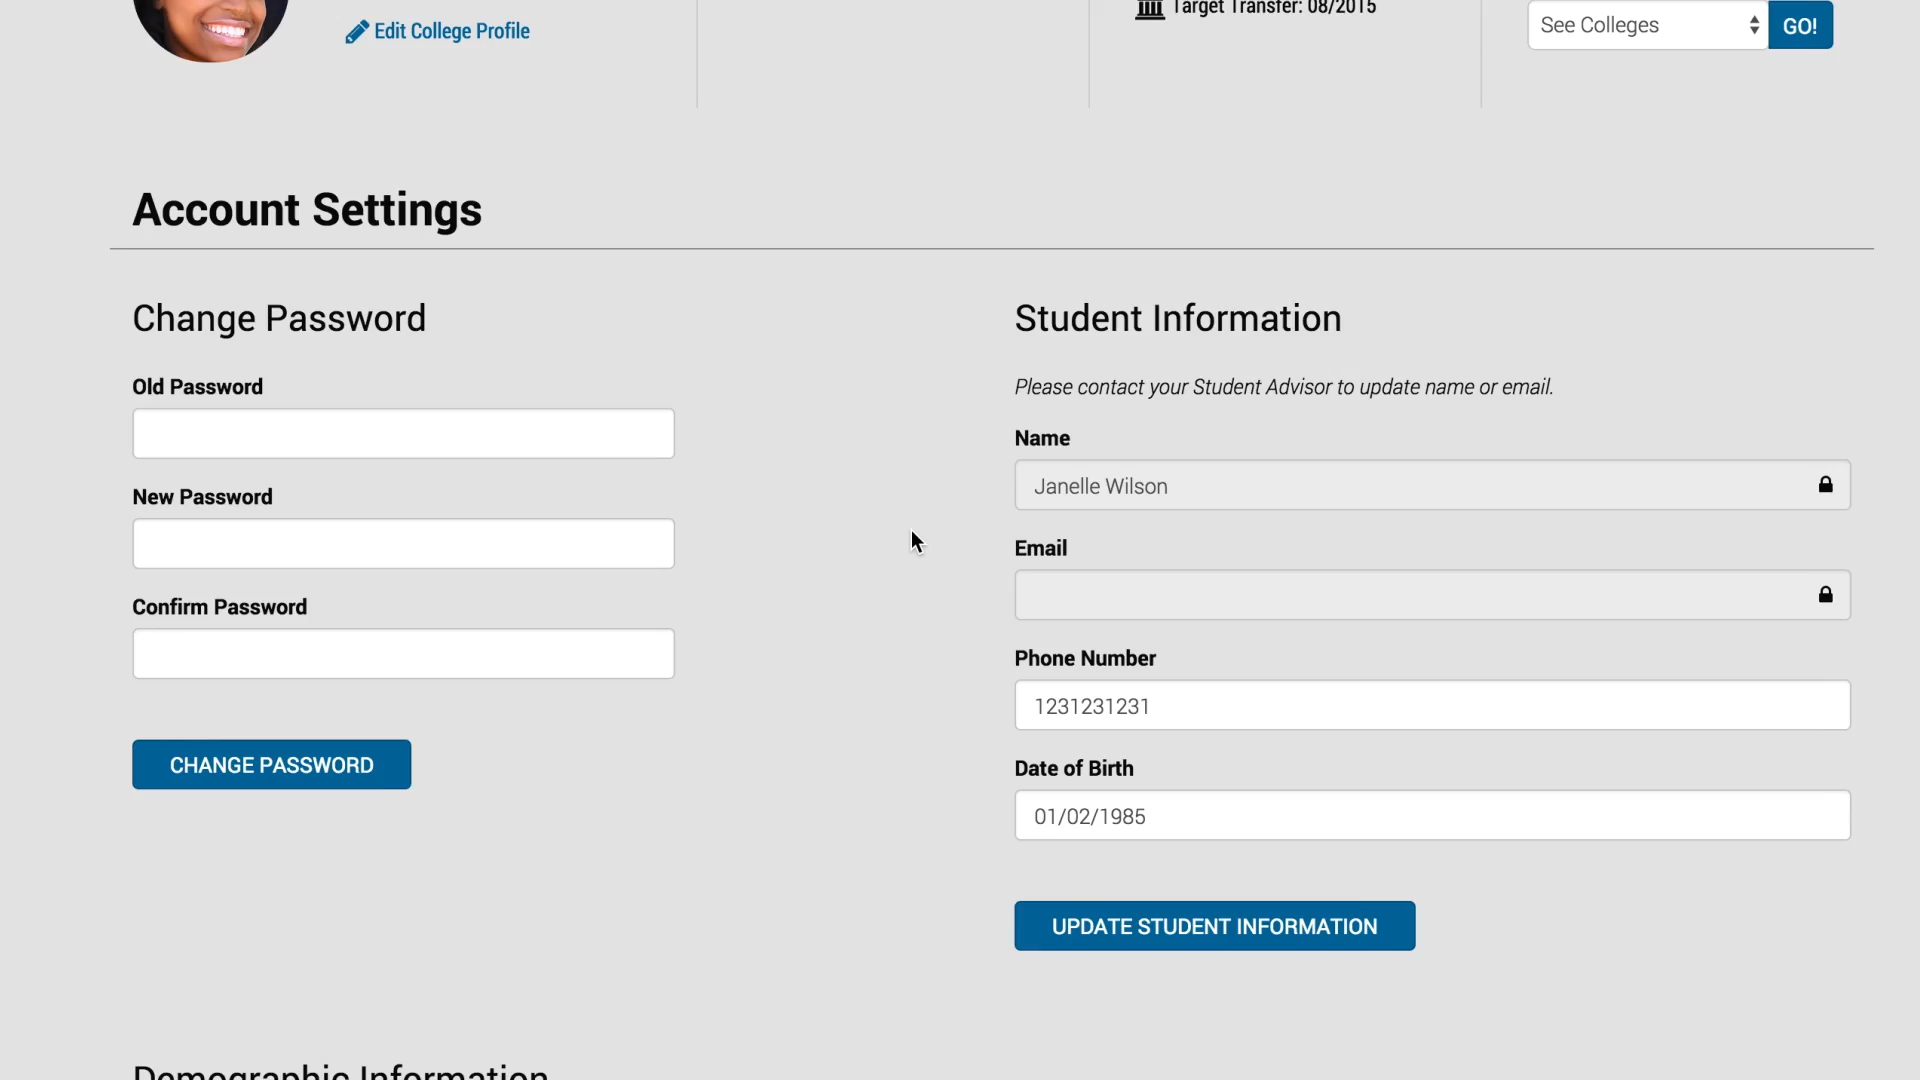 Target Transfer: 08/2015
Edit College Profile
See Colleges
GO!
Account Settings
Change Password
Old Password
New Password
Confirm Password
CHANGE PASSWORD
Student Information
Please contact your Student Advisor to update name or email.
Name
Janelle Wilson
Email
Phone Number
1231231231
Date of Birth
01/02/1985
UPDATE STUDENT INFORMATION
Demographic Information